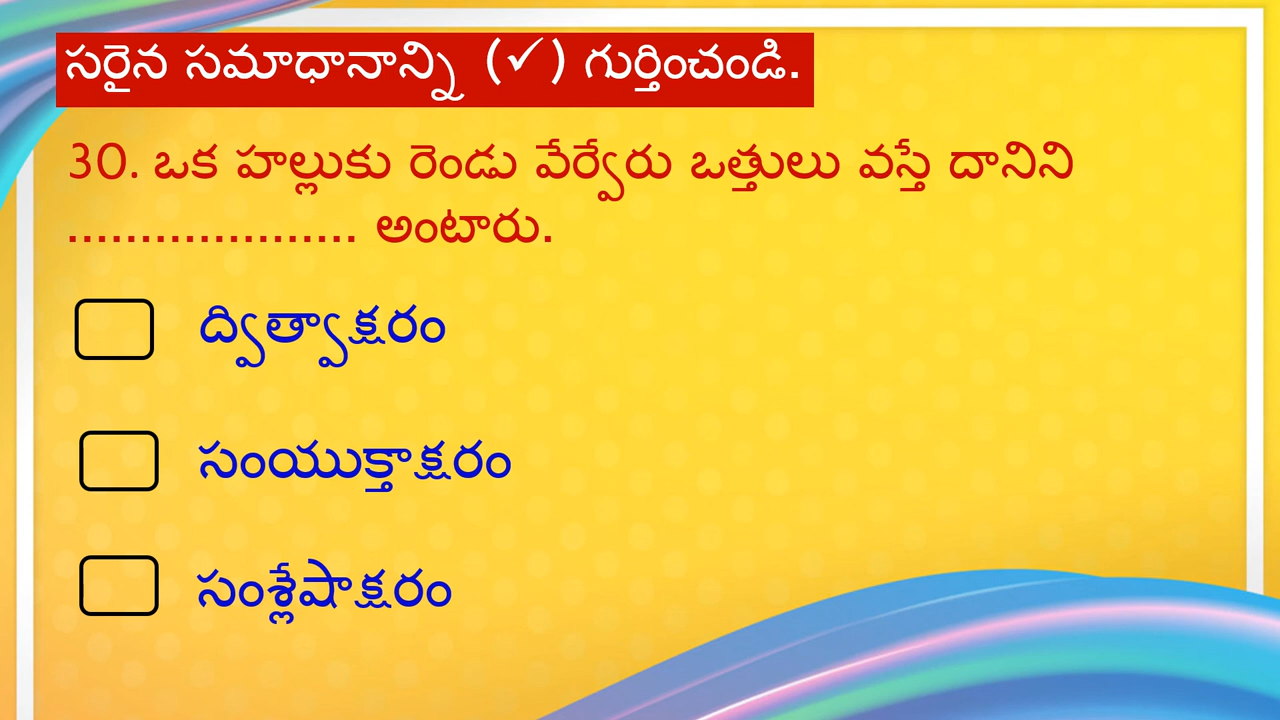 సరైన సమాధానాన్ని (✓) గుర్తించండి.
30. ఒక హల్లుకు రెండు వేర్వేరు ఒత్తులు వస్తే దానిని
.................... అంటారు.
ద్విత్వాక్షరం
సంయుక్తాక్షరం
సంశ్లేషాక్షరం